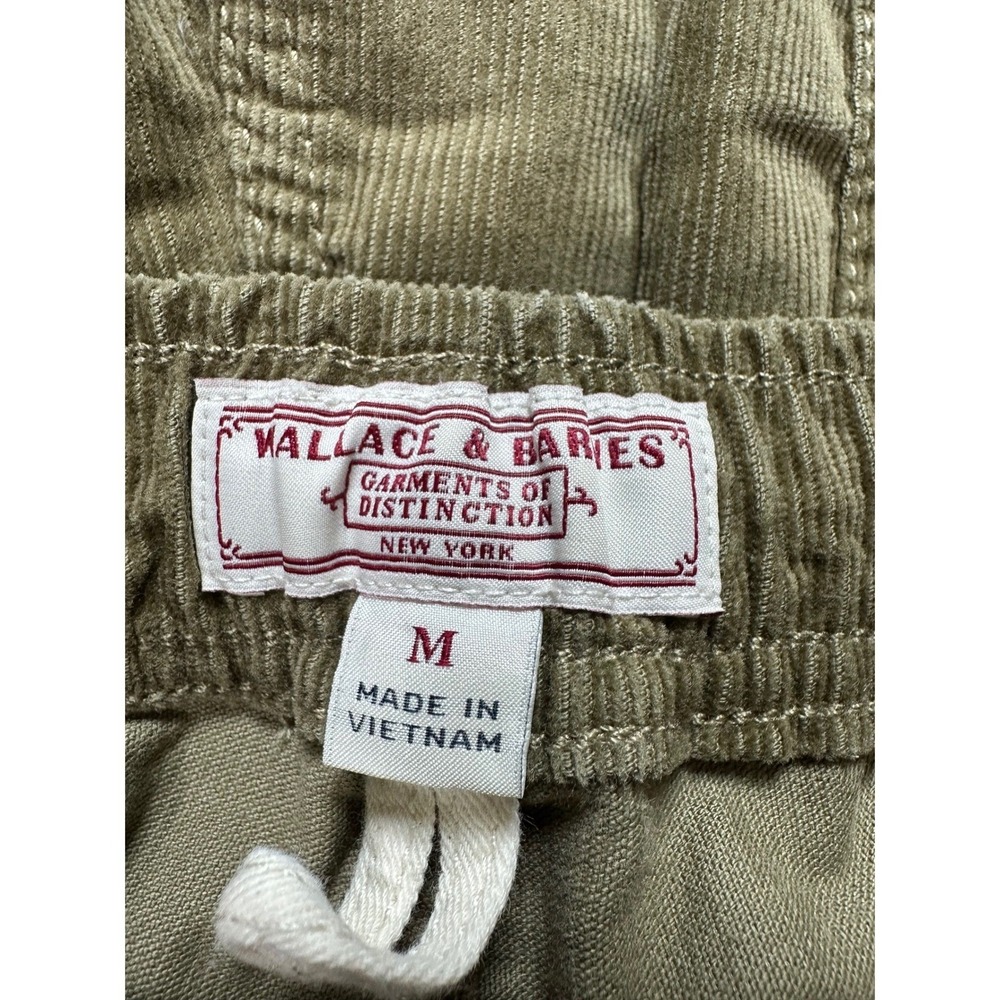 WALLACE & BARNES
GARMENTS OF
DISTINCTION
NEW YORK
M
MADE IN
VIETNAM